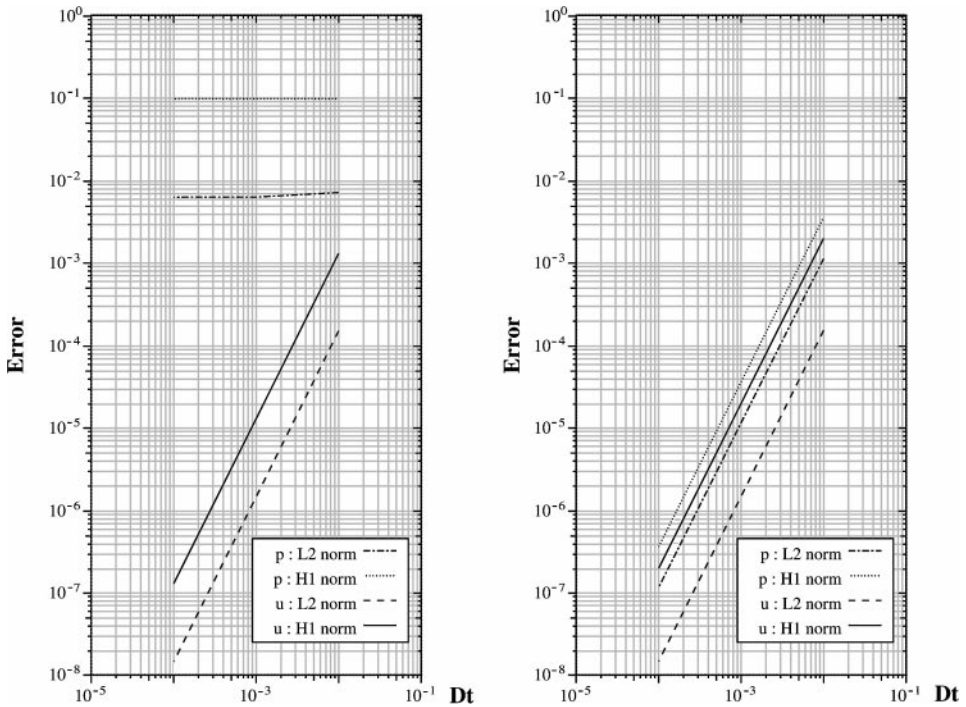 10^0
10^-1
10^-2
10^-3
10^-4
10^-5
10^-6
10^-7
10^-8
Error
p : L2 norm
p : H1 norm
u : L2 norm
u : H1 norm
10^-5
10^-3
10^-1
Dt
10^0
10^-1
10^-2
10^-3
10^-4
10^-5
10^-6
10^-7
10^-8
Error
p : L2 norm
p : H1 norm
u : L2 norm
u : H1 norm
10^-5
10^-3
10^-1
Dt